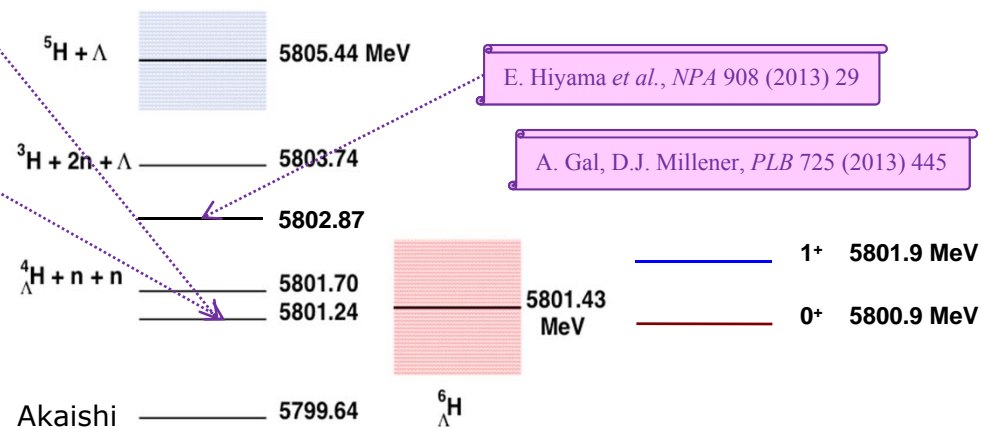 ⁵H + Λ 5805.44 MeV
E. Hiyama et al., NPA 908 (2013) 29
A. Gal, D.J. Millener, PLB 725 (2013) 445
³H + 2n + Λ 5803.74
5802.87
⁴ΛH + n + n 5801.70
5801.24
5801.43
MeV
1⁺ 5801.9 MeV
0⁺ 5800.9 MeV
Akaishi 5799.64
⁶ΛH